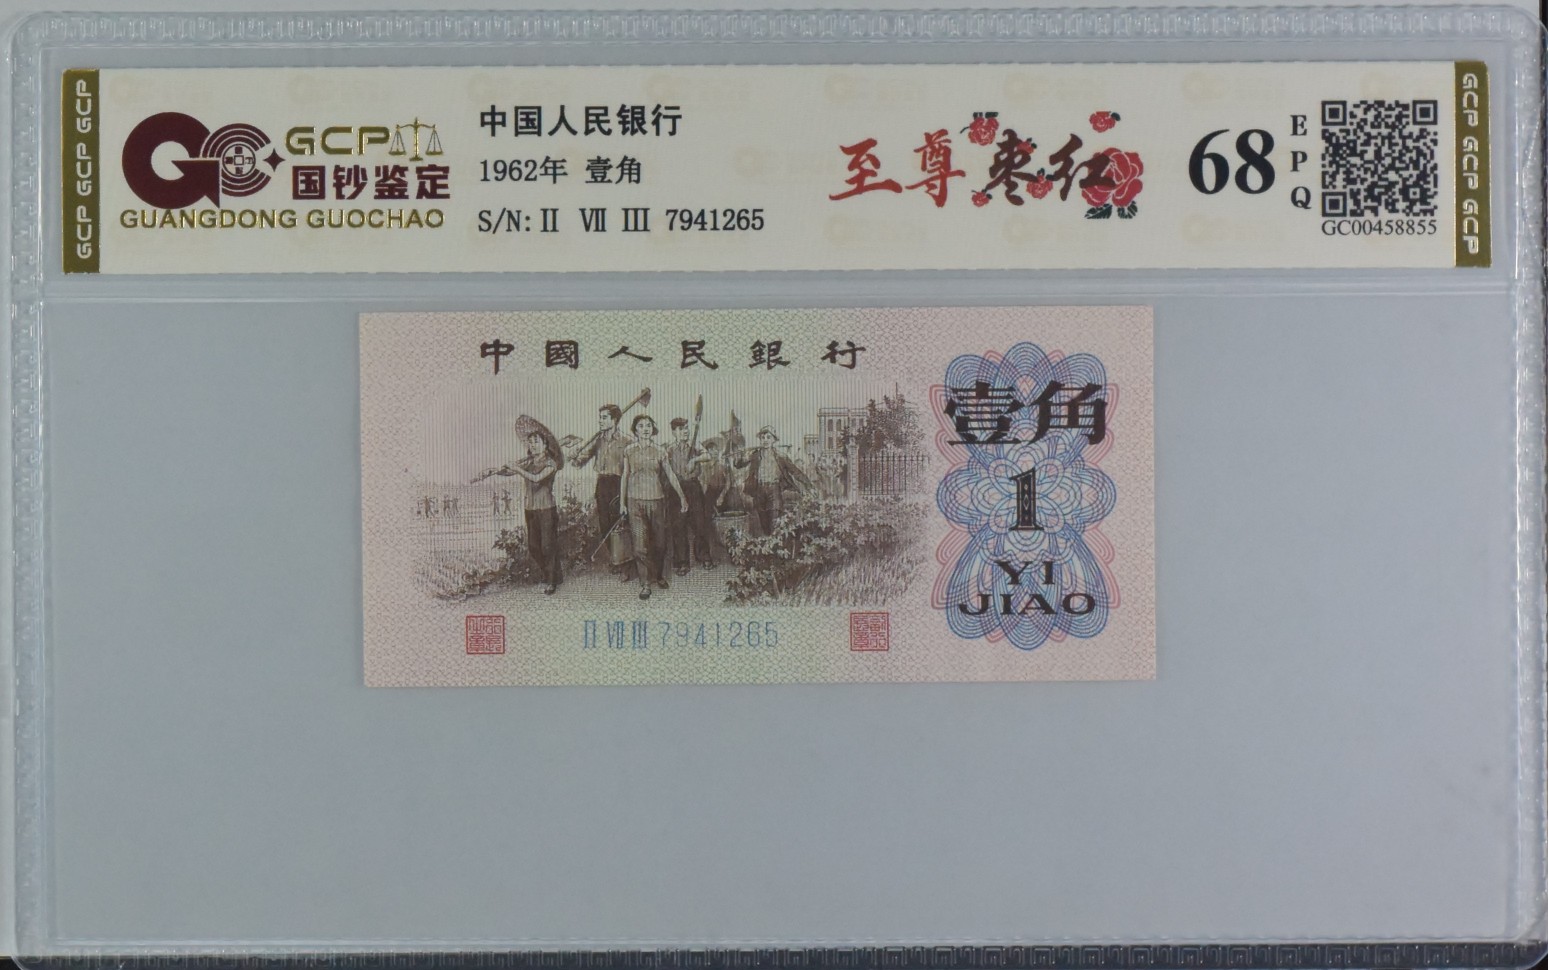 GCP GCP GCP
GCP
国钞鉴定
GUANGDONG GUOCHAO
中国人民银行
1962年 壹角
S/N: II VII III 7941265
至尊枣红
68
EPQ
GC00458855
GCP GCP GCP
中國人民銀行
壹角
1
YI
JIAO
II VII III 7941265